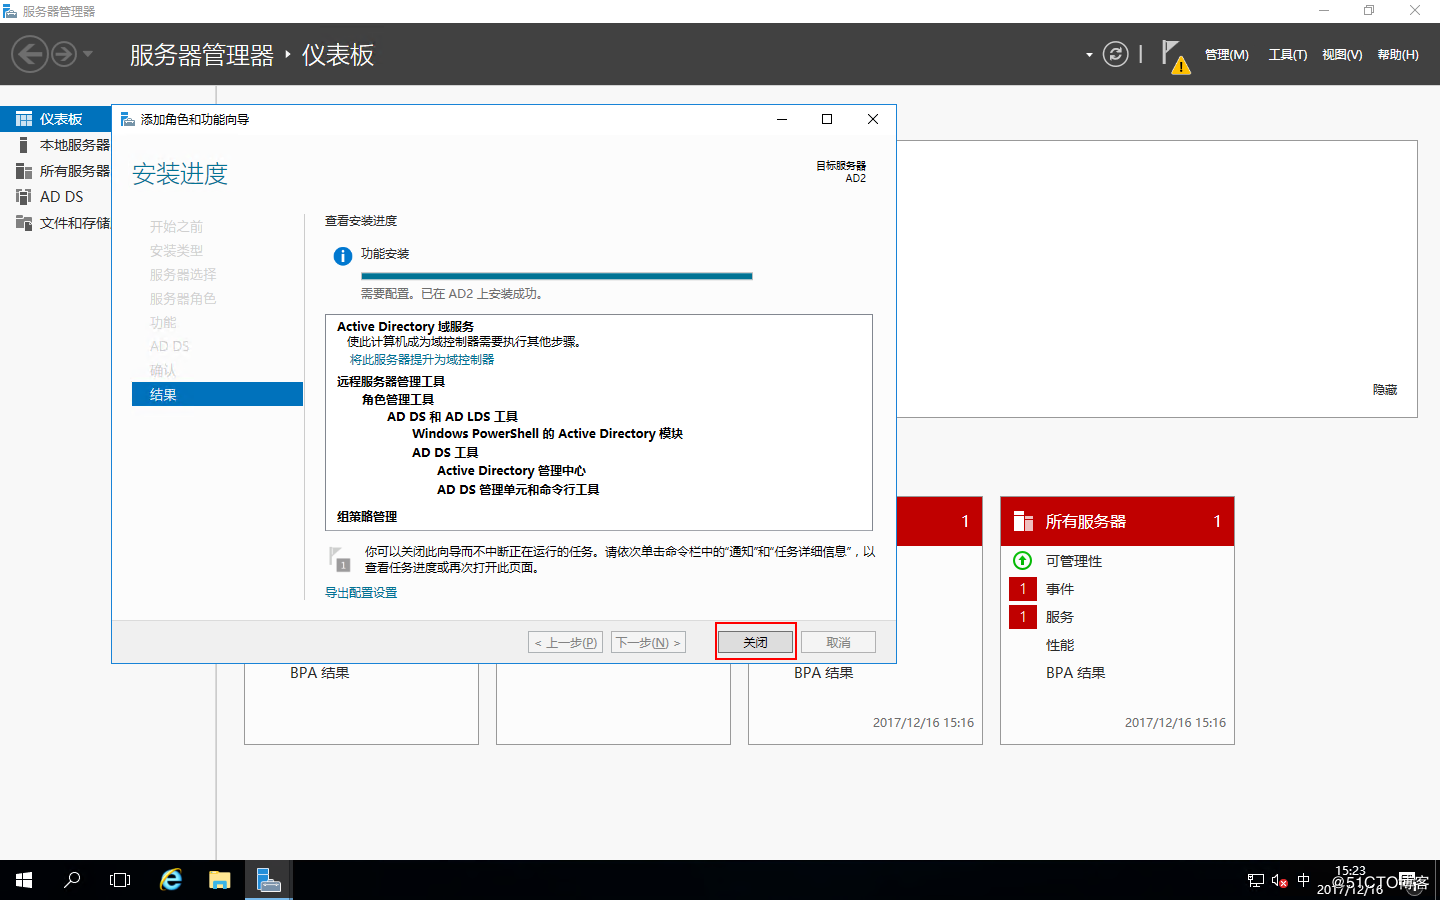 服务器管理器
服务器管理器 ‣ 仪表板
管理(M)
工具(T)
视图(V)
帮助(H)
仪表板
本地服务器
所有服务器
AD DS
文件和存储
添加角色和功能向导
安装进度
目标服务器
AD2
开始之前
安装类型
服务器选择
服务器角色
功能
AD DS
确认
结果
查看安装进度
功能安装
需要配置。已在 AD2 上安装成功。
Active Directory 域服务
使此计算机成为域控制器需要执行其他步骤。
将此服务器提升为域控制器
远程服务器管理工具
角色管理工具
AD DS 和 AD LDS 工具
Windows PowerShell 的 Active Directory 模块
AD DS 工具
Active Directory 管理中心
AD DS 管理单元和命令行工具
组策略管理
1
你可以关闭此向导而不中断正在运行的任务。请依次单击命令栏中的“通知”和“任务详细信息”，以
查看任务进度或再次打开此页面。
导出配置设置
< 上一步(P)
下一步(N) >
关闭
取消
隐藏
1
所有服务器 1
可管理性
1 事件
1 服务
性能
BPA 结果
BPA 结果
BPA 结果
2017/12/16 15:16
2017/12/16 15:16
中
15:23
2017/12/16
@51CTO博客